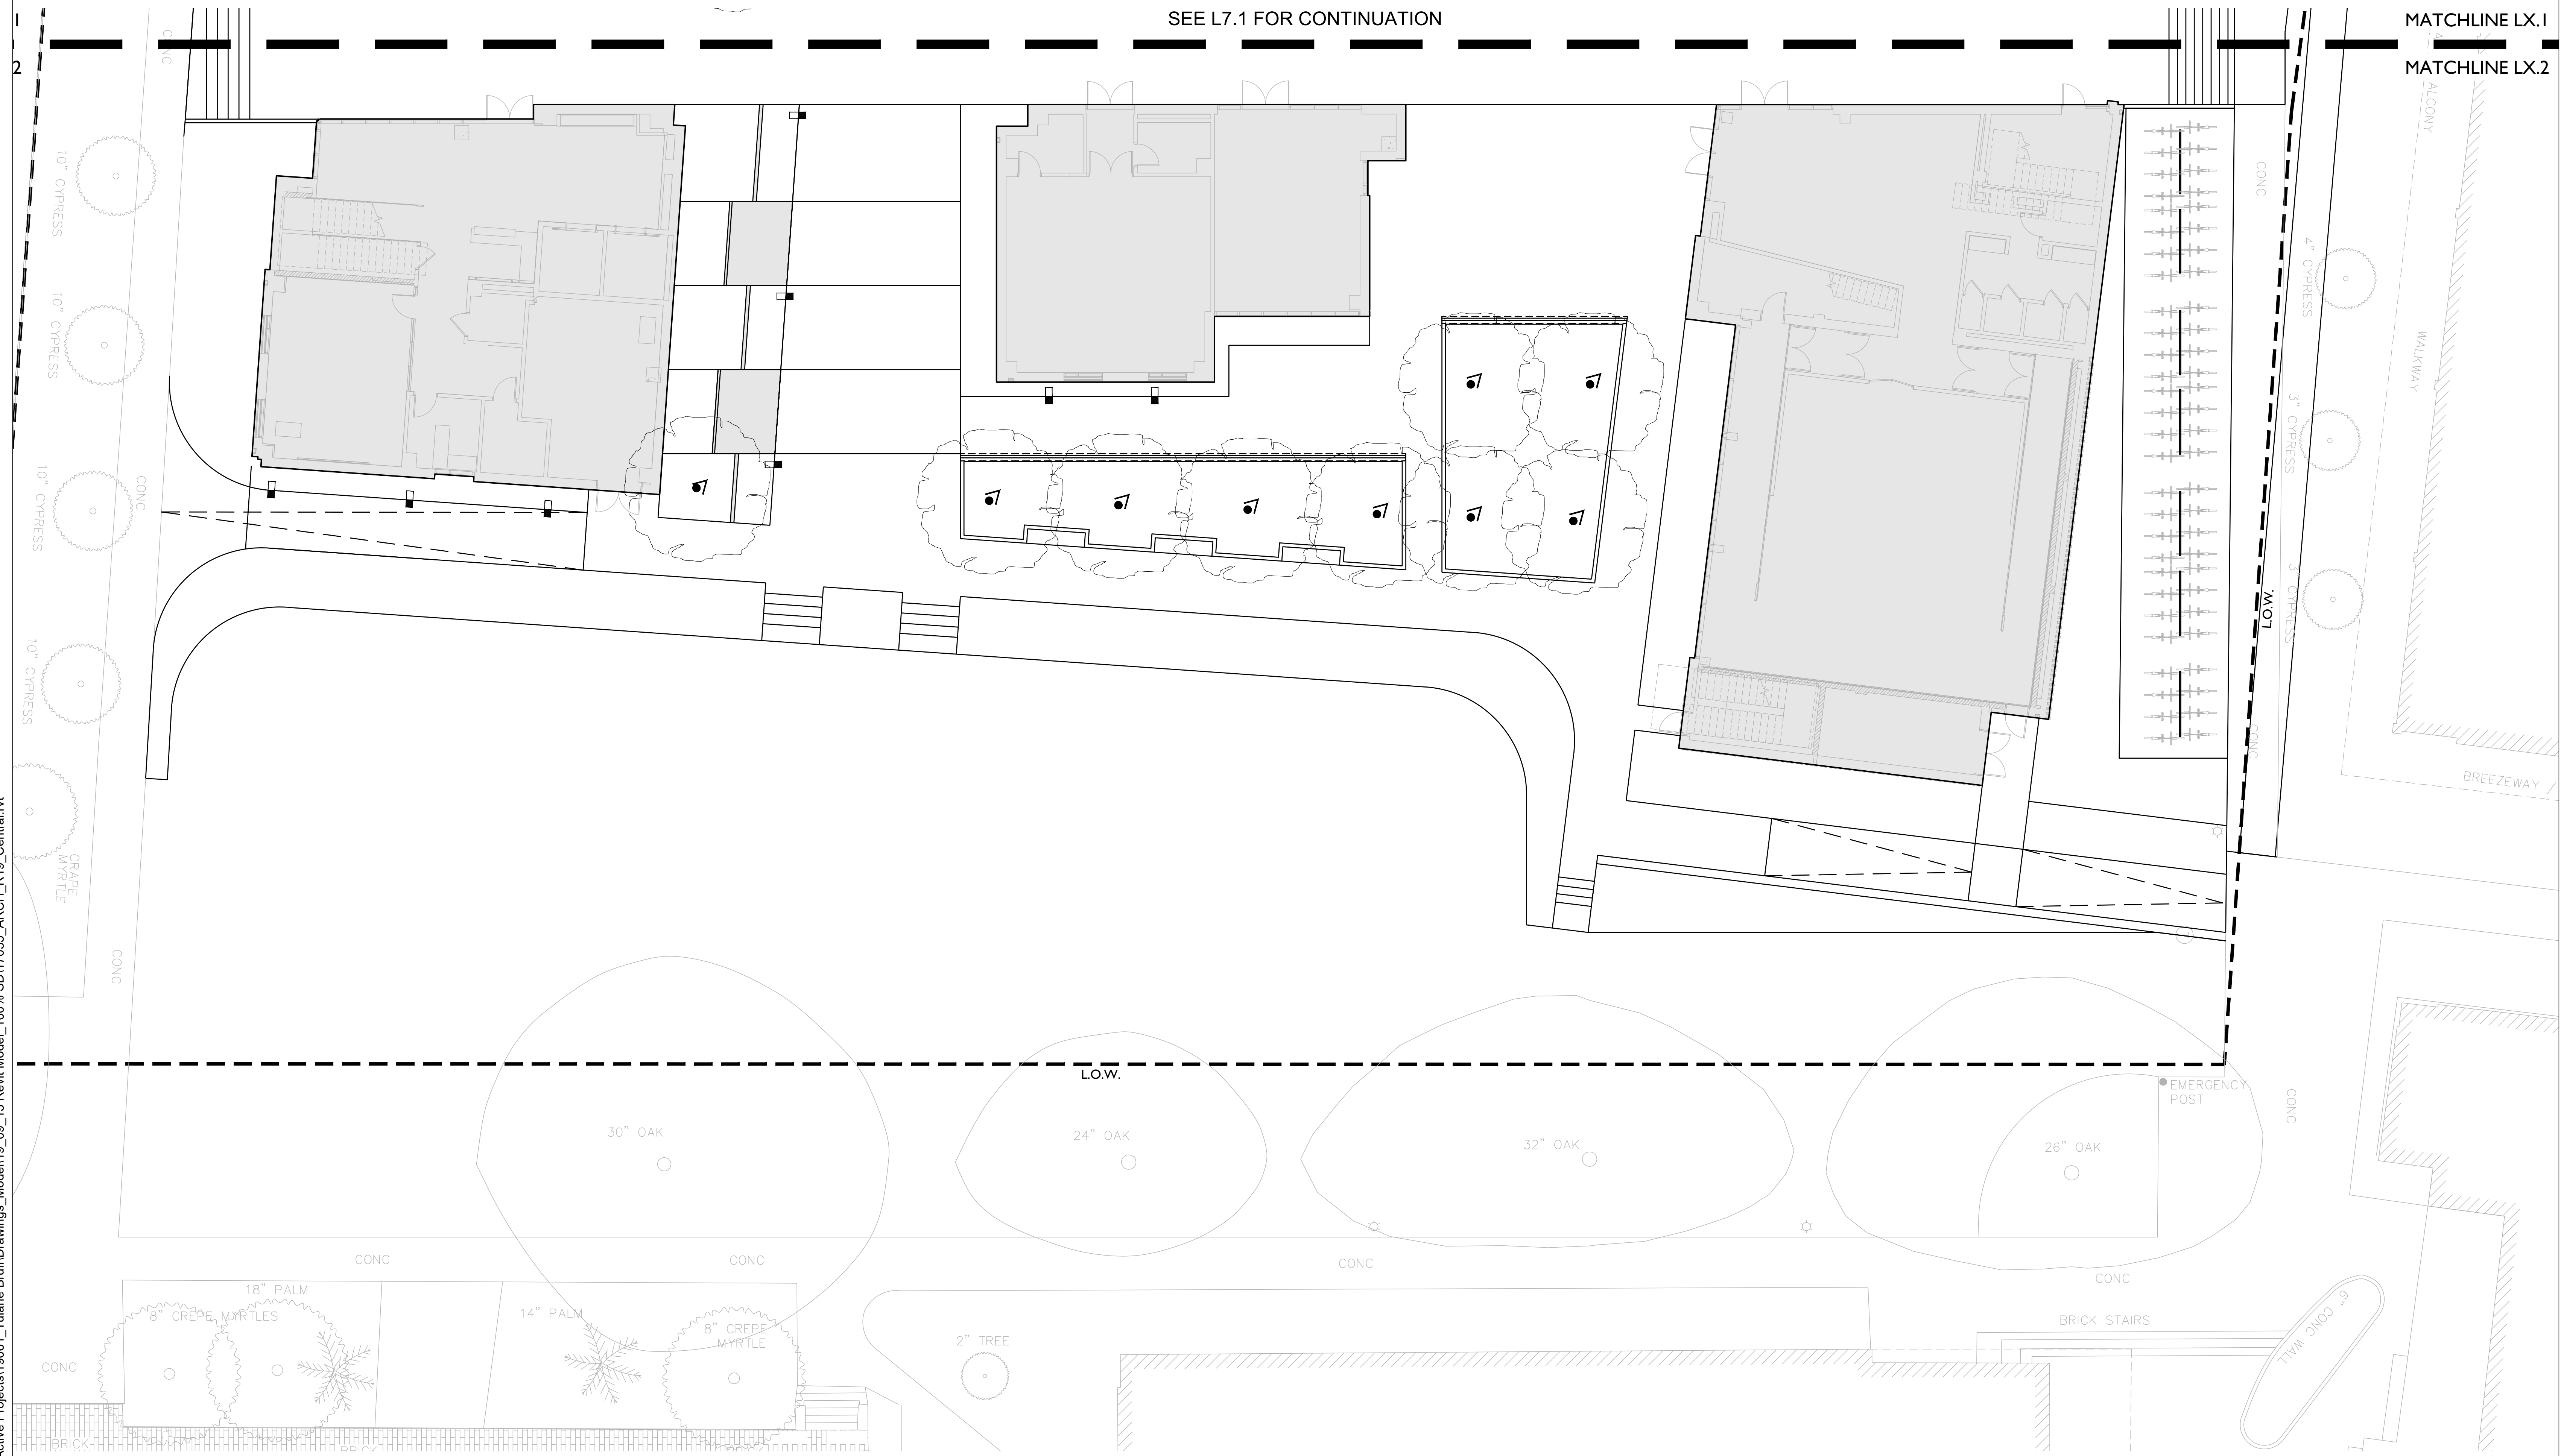 SEE L7.1 FOR CONTINUATION
MATCHLINE LX.1
MATCHLINE LX.2
1
2
CONC
10" CYPRESS
10" CYPRESS
10" CYPRESS
CONC
10" CYPRESS
CRAPE
MYRTLE
CONC
ALCONY
CONC
4" CYPRESS
WALKWAY
3" CYPRESS
3" CYPRESS
L.O.W.
CONC
BREEZEWAY /
L.O.W.
EMERGENCY
POST
CONC
30" OAK
24" OAK
32" OAK
26" OAK
CONC
CONC
CONC
CONC
18" PALM
8" CREPE MYRTLES
14" PALM
8" CREPE
MYRTLE
2" TREE
BRICK STAIRS
6" CONC WALL
CONC
BRICK
BRICK